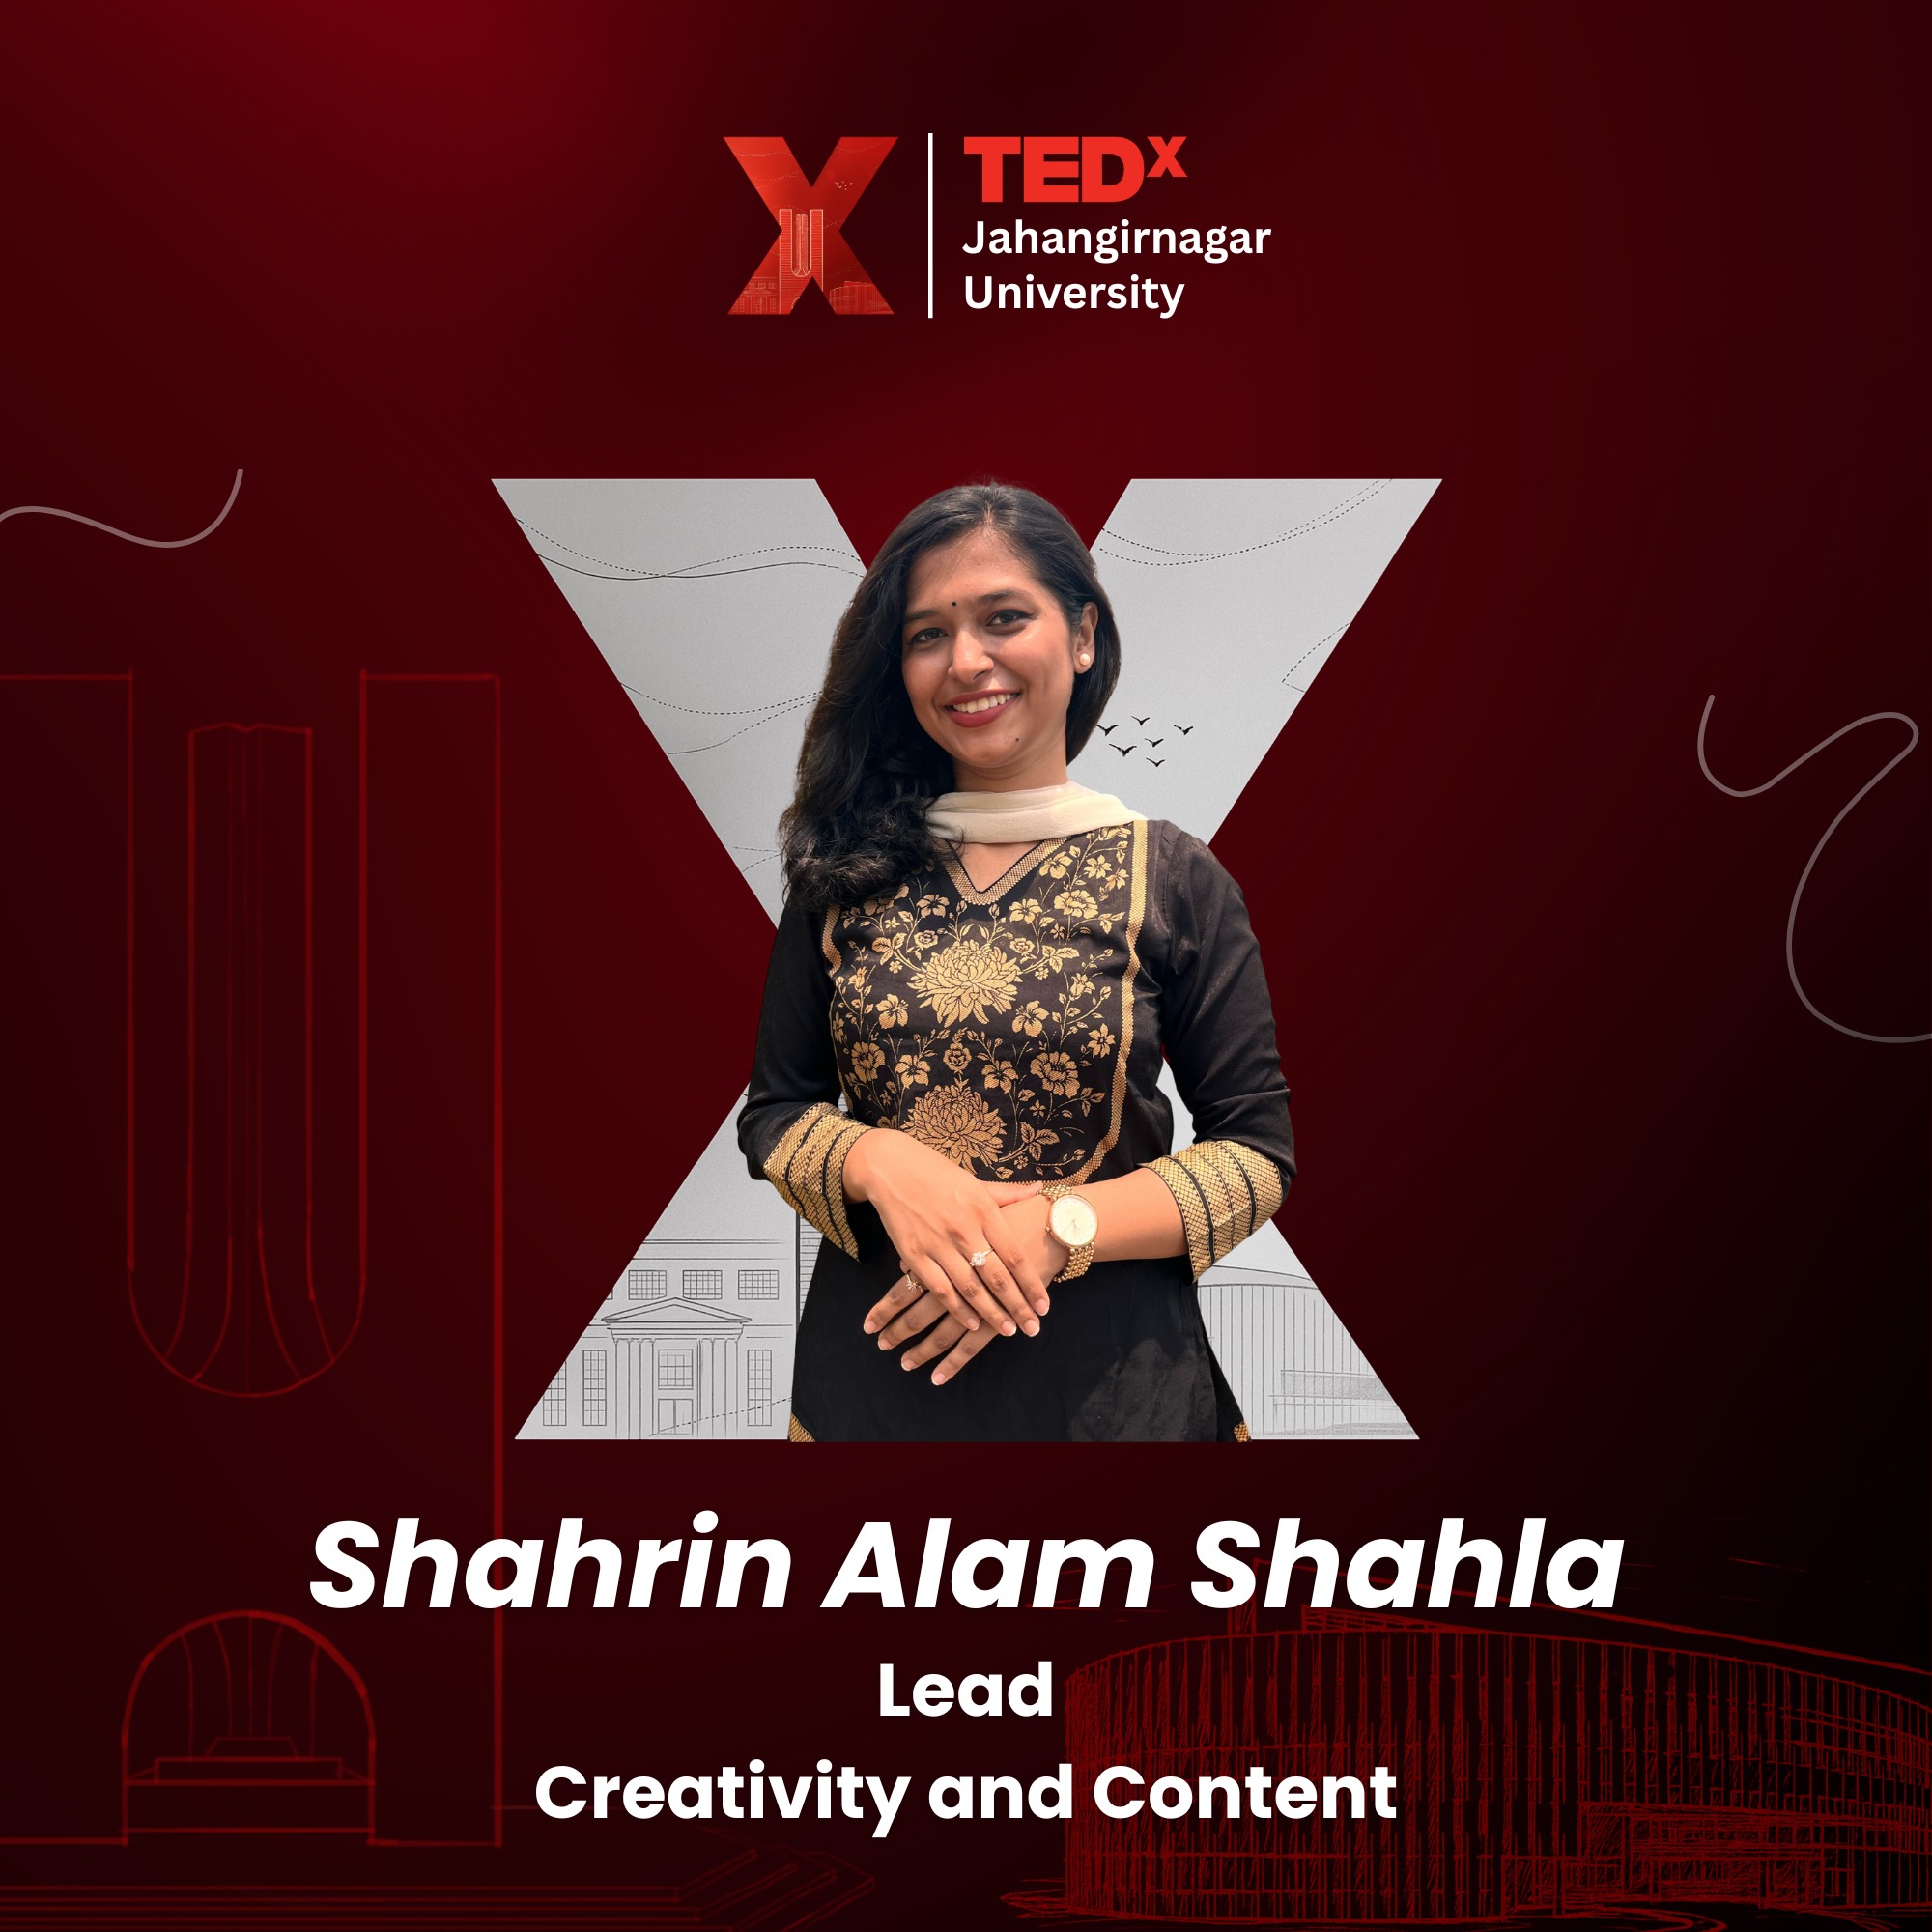 TEDx
Jahangirnagar
University
Shahrin Alam Shahla
Lead
Creativity and Content